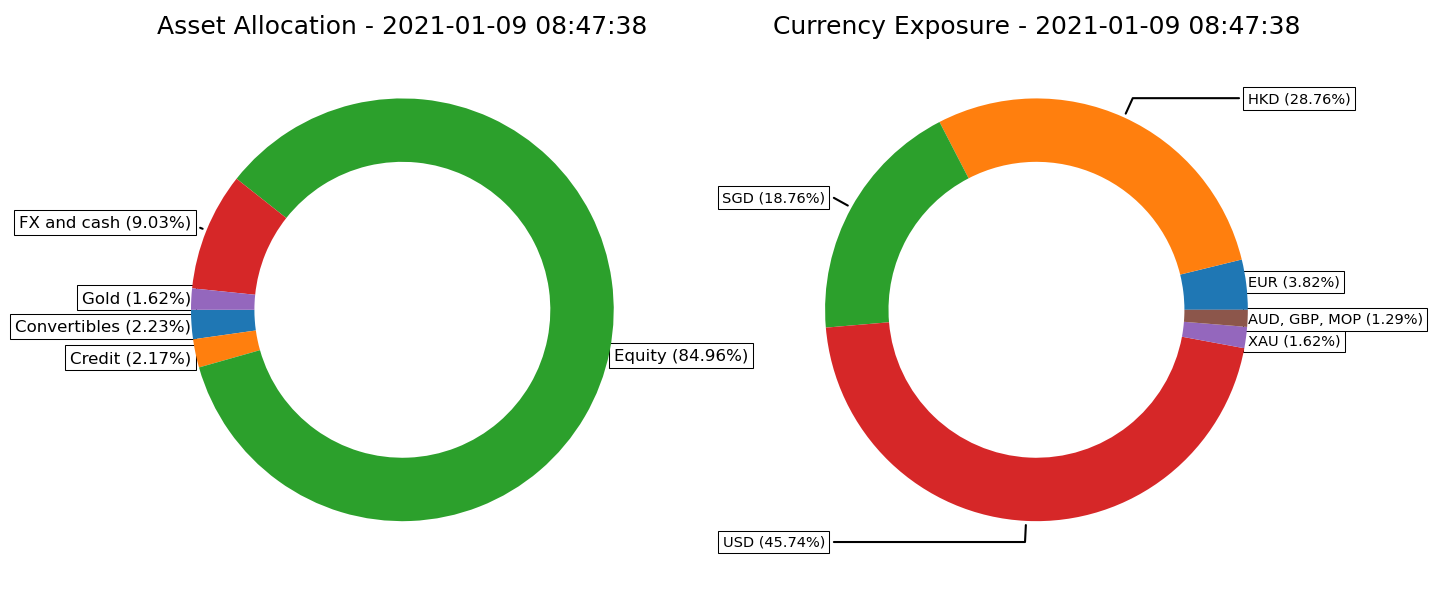 Asset Allocation - 2021-01-09 08:47:38
FX and cash (9.03%)
Gold (1.62%)
Convertibles (2.23%)
Credit (2.17%)
Equity (84.96%)
Currency Exposure - 2021-01-09 08:47:38
HKD (28.76%)
SGD (18.76%)
EUR (3.82%)
AUD, GBP, MOP (1.29%)
XAU (1.62%)
USD (45.74%)